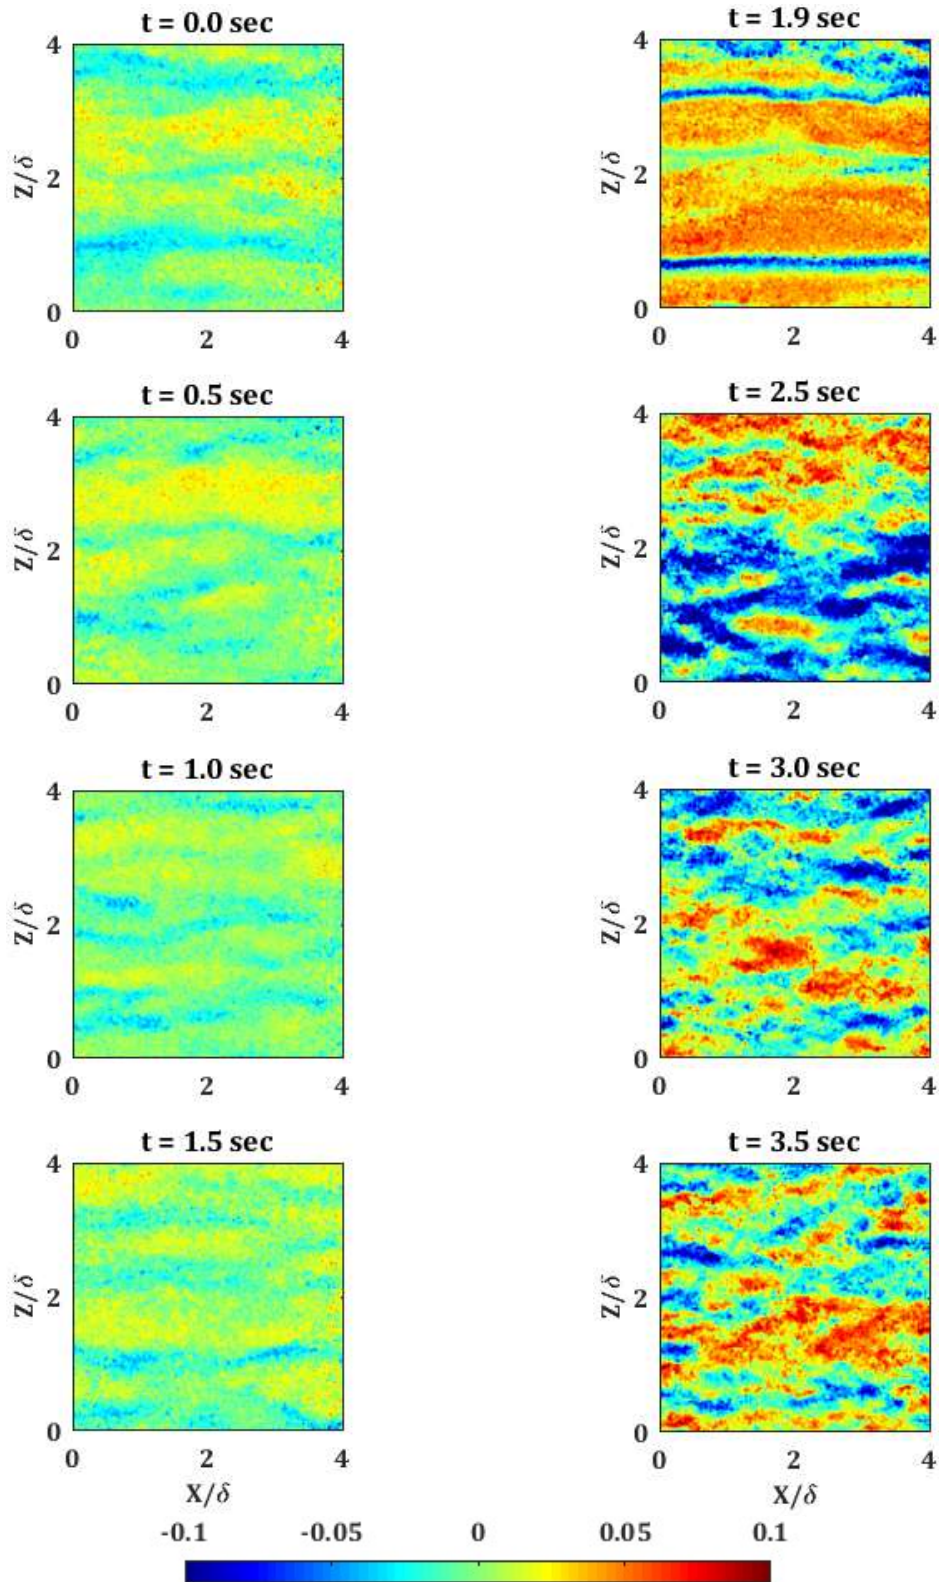 t = 0.0 sec
4
Z/δ
2
0
0 2 4
t = 0.5 sec
4
Z/δ
2
0
0 2 4
t = 1.0 sec
4
Z/δ
2
0
0 2 4
t = 1.5 sec
4
Z/δ
2
0
0 2 4
X/δ
t = 1.9 sec
4
Z/δ
2
0
0 2 4
t = 2.5 sec
4
Z/δ
2
0
0 2 4
t = 3.0 sec
4
Z/δ
2
0
0 2 4
t = 3.5 sec
4
Z/δ
2
0
0 2 4
X/δ
-0.1 -0.05 0 0.05 0.1